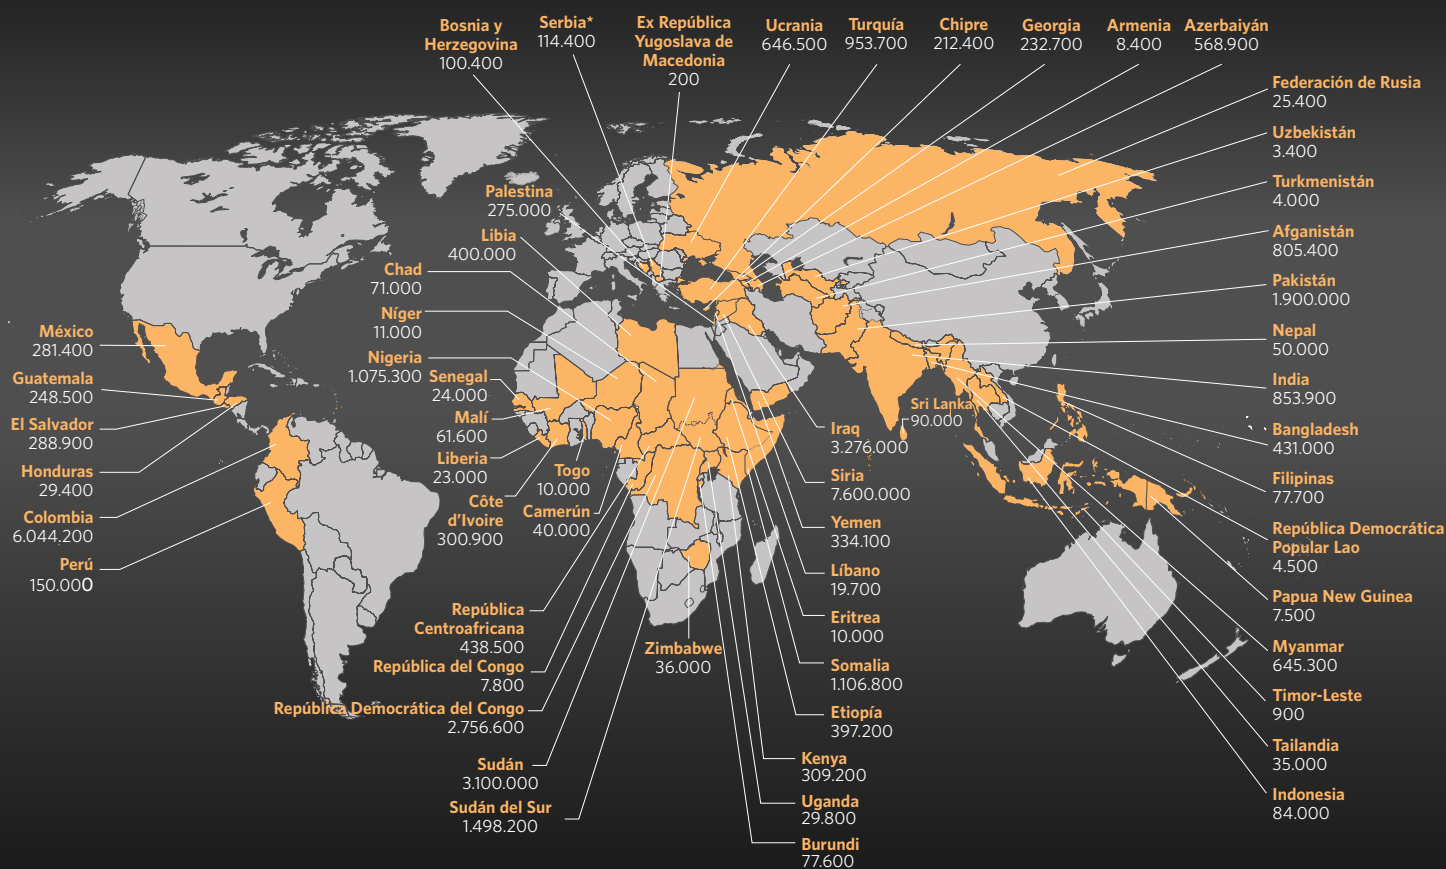 Bosnia y
Herzegovina
100.400
Serbia*
114.400
Ex República
Yugoslava de
Macedonia
200
Ucrania
646.500
Turquía
953.700
Chipre
212.400
Georgia
232.700
Armenia
8.400
Azerbaiyán
568.900
Federación de Rusia
25.400
Uzbekistán
3.400
Turkmenistán
4.000
Afganistán
805.400
Pakistán
1.900.000
Nepal
50.000
India
853.900
Bangladesh
431.000
Filipinas
77.700
República Democrática
Popular Lao
4.500
Papua New Guinea
7.500
Myanmar
645.300
Timor-Leste
900
Tailandia
35.000
Indonesia
84.000
Palestina
275.000
Libia
400.000
Chad
71.000
Níger
11.000
Nigeria
1.075.300
Senegal
24.000
Malí
61.600
Liberia
23.000
Côte
d'Ivoire
300.900
Togo
10.000
Camerún
40.000
República
Centroafricana
438.500
República del Congo
7.800
República Democrática del Congo
2.756.600
Sudán
3.100.000
Sudán del Sur
1.498.200
Zimbabwe
36.000
México
281.400
Guatemala
248.500
El Salvador
288.900
Honduras
29.400
Colombia
6.044.200
Perú
150.000
Sri Lanka
90.000
Iraq
3.276.000
Siria
7.600.000
Yemen
334.100
Líbano
19.700
Eritrea
10.000
Somalia
1.106.800
Etiopía
397.200
Kenya
309.200
Uganda
29.800
Burundi
77.600